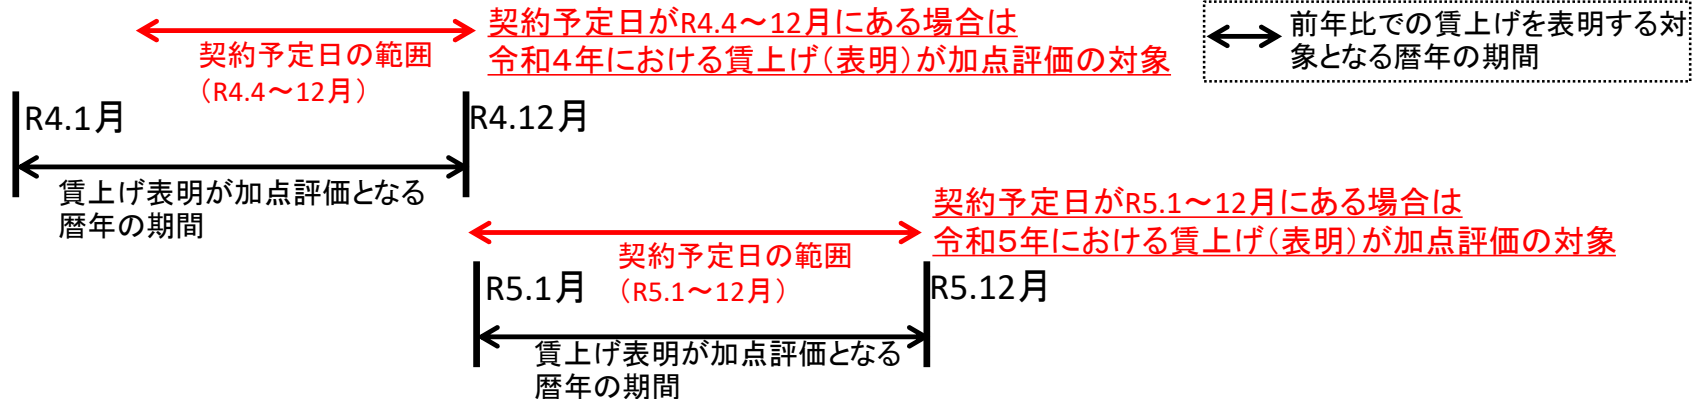 契約予定日がR4.4～12月にある場合は
令和４年における賃上げ（表明）が加点評価の対象
前年比での賃上げを表明する対
象となる暦年の期間
契約予定日の範囲
（R4.4～12月）
R4.1月
R4.12月
賃上げ表明が加点評価となる
暦年の期間
契約予定日がR5.1～12月にある場合は
令和５年における賃上げ（表明）が加点評価の対象
契約予定日の範囲
（R5.1～12月）
R5.1月
R5.12月
賃上げ表明が加点評価となる
暦年の期間